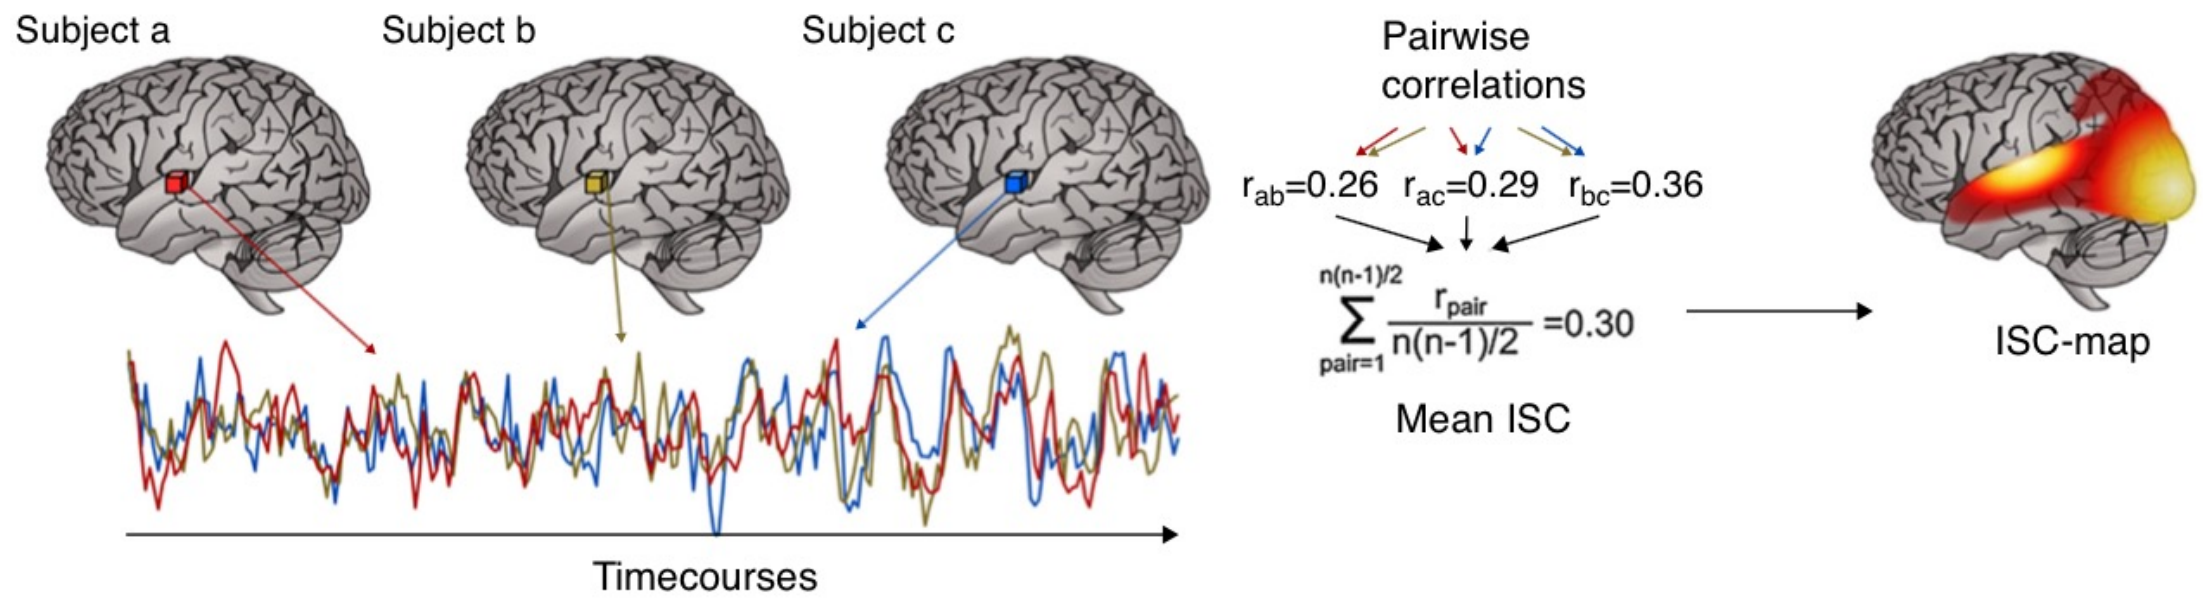 Subject a
Subject b
Subject c
Timecourses
Pairwise
correlations
r_ab=0.26 r_ac=0.29 r_bc=0.36
n(n-1)/2
∑ r_pair / n(n-1)/2 =0.30
pair=1
Mean ISC
ISC-map